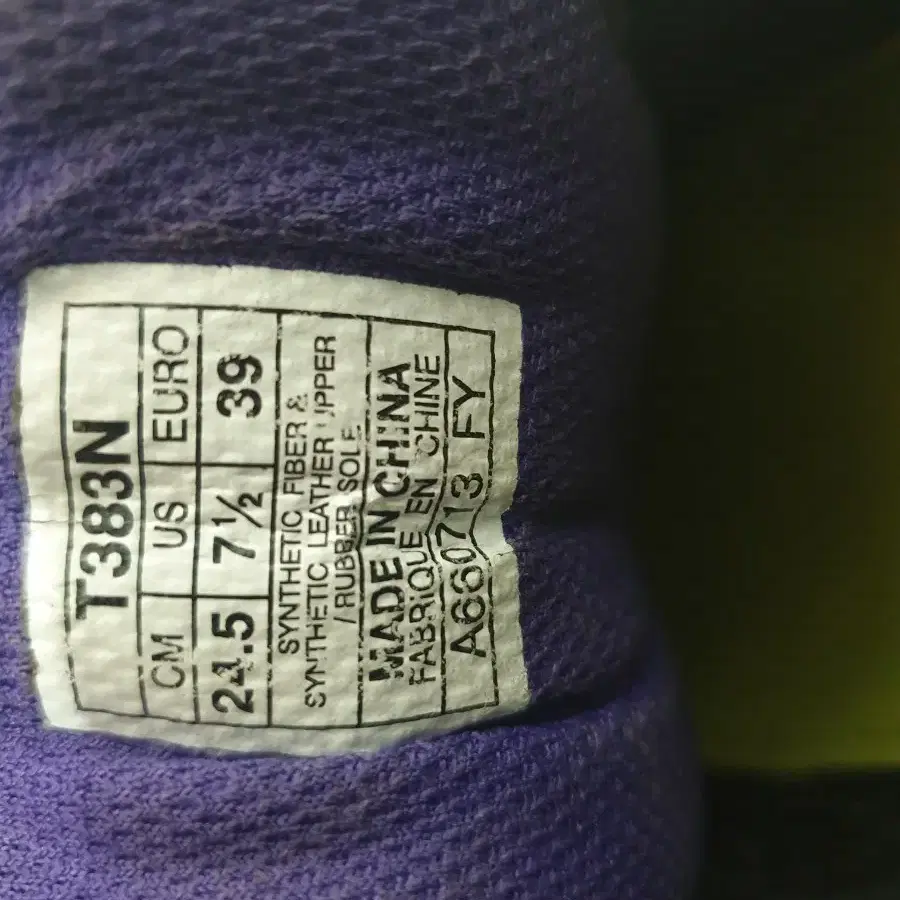 T383N
CM US EURO
24.5 7½ 39
SYNTHETIC FIBER &
SYNTHETIC LEATHER UPPER
/ RUBBER SOLE
MADE IN CHINA
FABRIQUE EN CHINE
A660713 FY